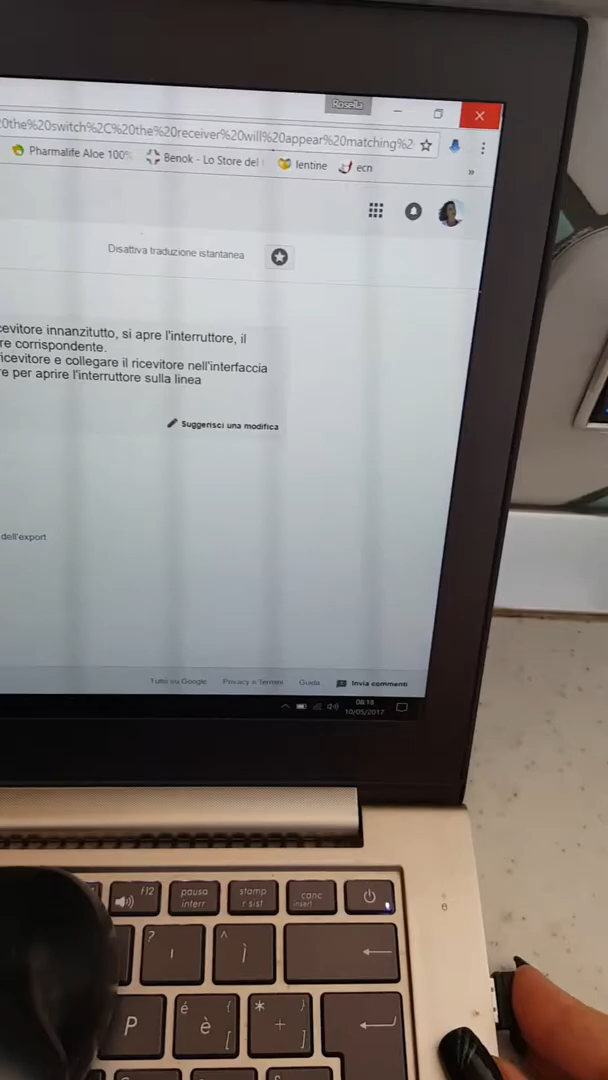 Rosella
0the%20switch%2C%20the%20receiver%20will%20appear%20matching%2
Pharmalife Aloe 100% Benok - Lo Store del lentine ecn »
Disattiva traduzione istantanea
cevitore innanzitutto, si apre l'interruttore, il
re corrispondente.
icevitore e collegare il ricevitore nell'interfaccia
e per aprire l'interruttore sulla linea
Suggerisci una modifica
dell'export
Tutto su Google Privacy e Termini Guida Invia commenti
08:18
10/05/2017
f12 pausa interr stamp r sist canc insert
? ^ ì
P é è { [ * + } ]